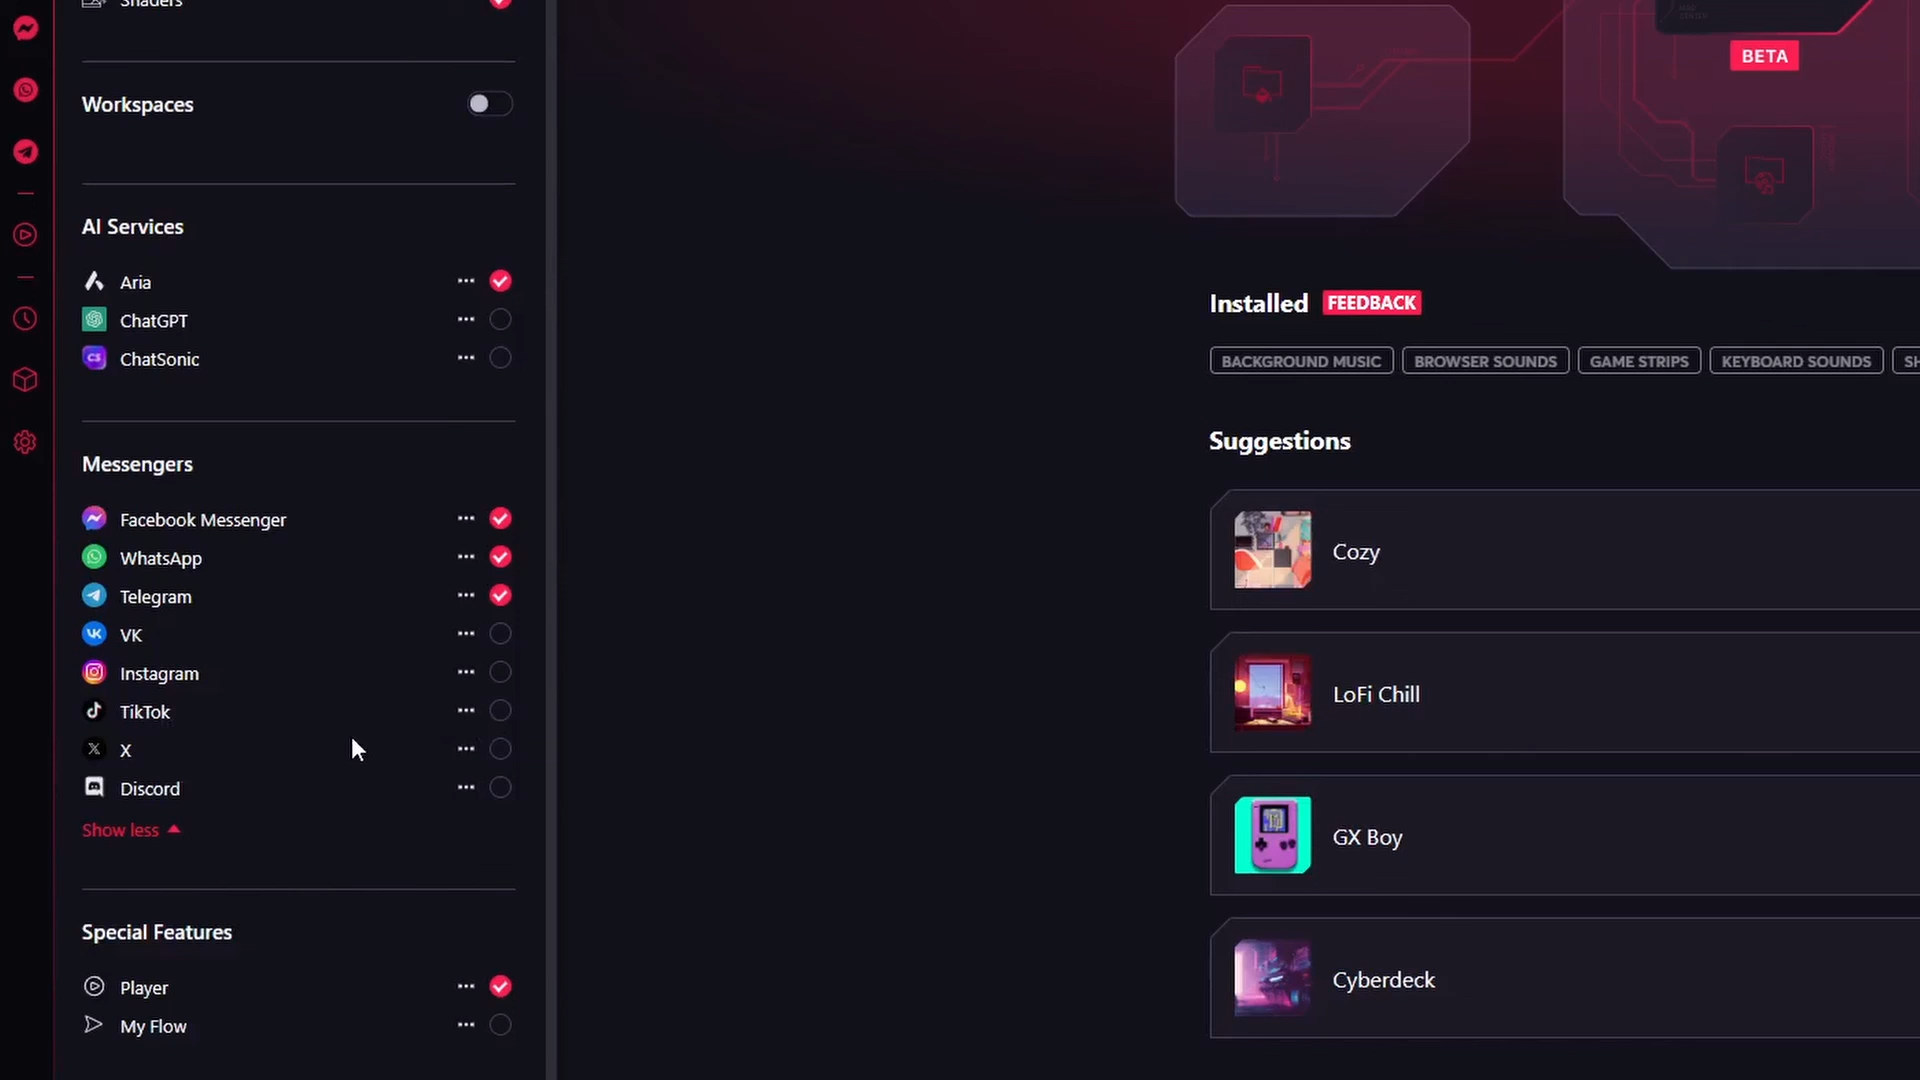 Shaders
Workspaces
AI Services
Aria
ChatGPT
ChatSonic
Messengers
Facebook Messenger
WhatsApp
Telegram
VK
Instagram
TikTok
X
Discord
Show less
Special Features
Player
My Flow
BETA
Installed FEEDBACK
BACKGROUND MUSIC BROWSER SOUNDS GAME STRIPS KEYBOARD SOUNDS
Suggestions
Cozy
LoFi Chill
GX Boy
Cyberdeck